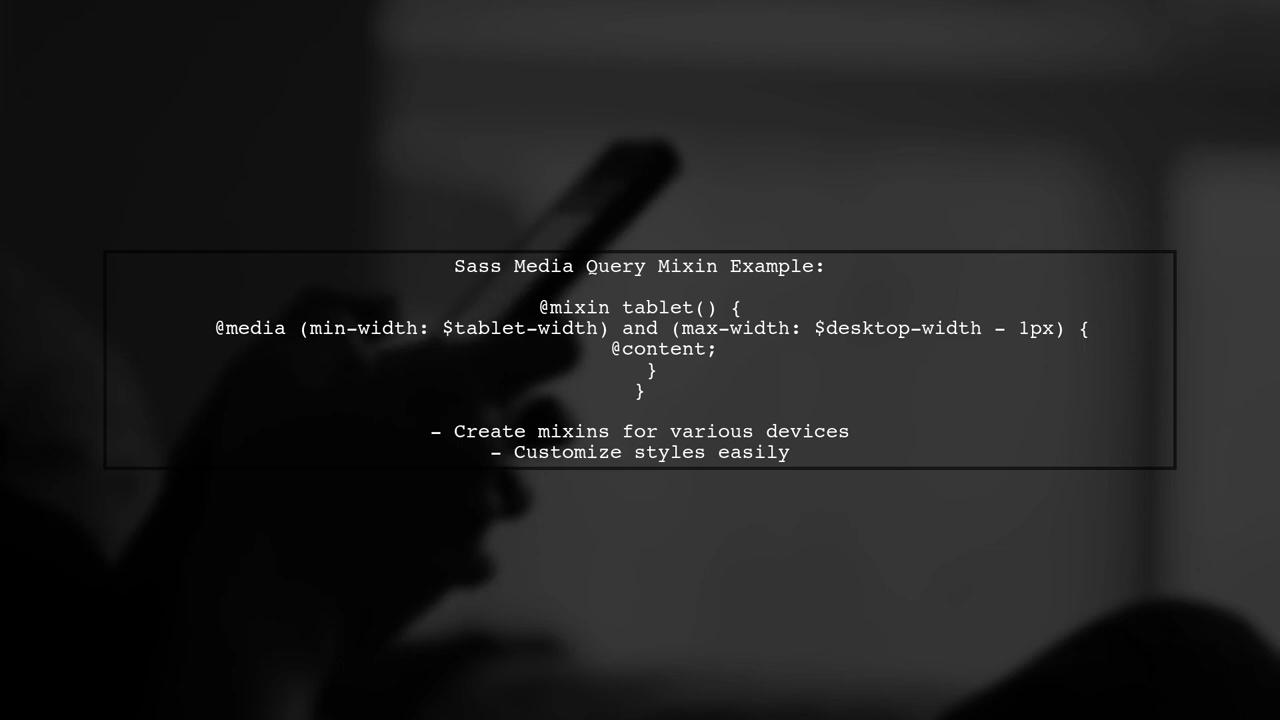 Sass Media Query Mixin Example:
@mixin tablet() {
@media (min-width: $tablet-width) and (max-width: $desktop-width - 1px) {
@content;
}
}
- Create mixins for various devices
- Customize styles easily